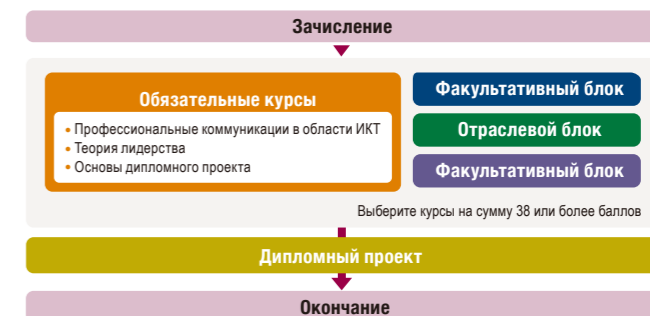 Зачисление
Обязательные курсы
• Профессиональные коммуникации в области ИКТ
• Теория лидерства
• Основы дипломного проекта
Факультативный блок
Отраслевой блок
Факультативный блок
Выберите курсы на сумму 38 или более баллов
Дипломный проект
Окончание